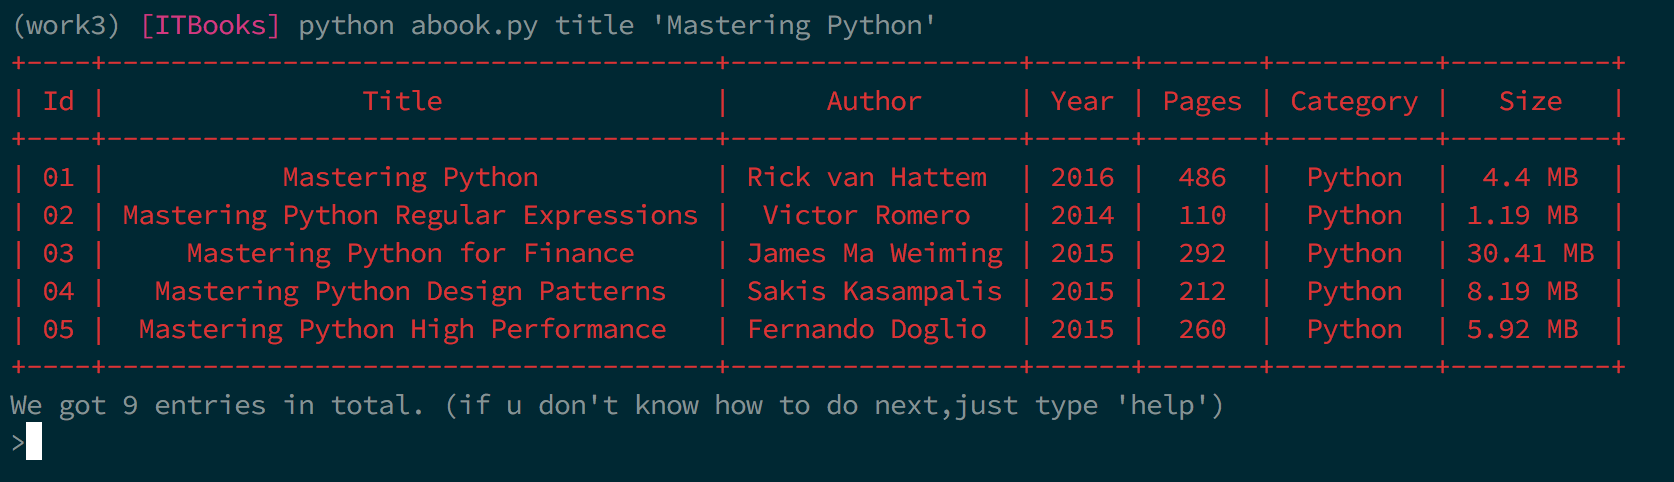 (work3) [ITBooks] python abook.py title 'Mastering Python'
+----+--------------------------------------+------------------+------+-------+----------+----------+
| Id |                Title                 |      Author      | Year | Pages | Category |   Size   |
+----+--------------------------------------+------------------+------+-------+----------+----------+
| 01 |           Mastering Python           | Rick van Hattem  | 2016 |  486  |  Python  |  4.4 MB  |
| 02 | Mastering Python Regular Expressions |  Victor Romero   | 2014 |  110  |  Python  | 1.19 MB  |
| 03 |     Mastering Python for Finance     | James Ma Weiming | 2015 |  292  |  Python  | 30.41 MB |
| 04 |   Mastering Python Design Patterns   | Sakis Kasampalis | 2015 |  212  |  Python  | 8.19 MB  |
| 05 |  Mastering Python High Performance   | Fernando Doglio  | 2015 |  260  |  Python  | 5.92 MB  |
+----+--------------------------------------+------------------+------+-------+----------+----------+
We got 9 entries in total. (if u don't know how to do next,just type 'help')
>